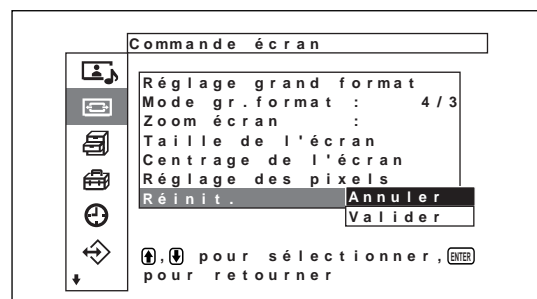 Commande écran
Réglage grand format
Mode gr.format : 4/3
Zoom écran :
Taille de l'écran
Centrage de l'écran
Réglage des pixels
Réinit. Annuler
Valider
, pour sélectionner, ENTER
pour retourner